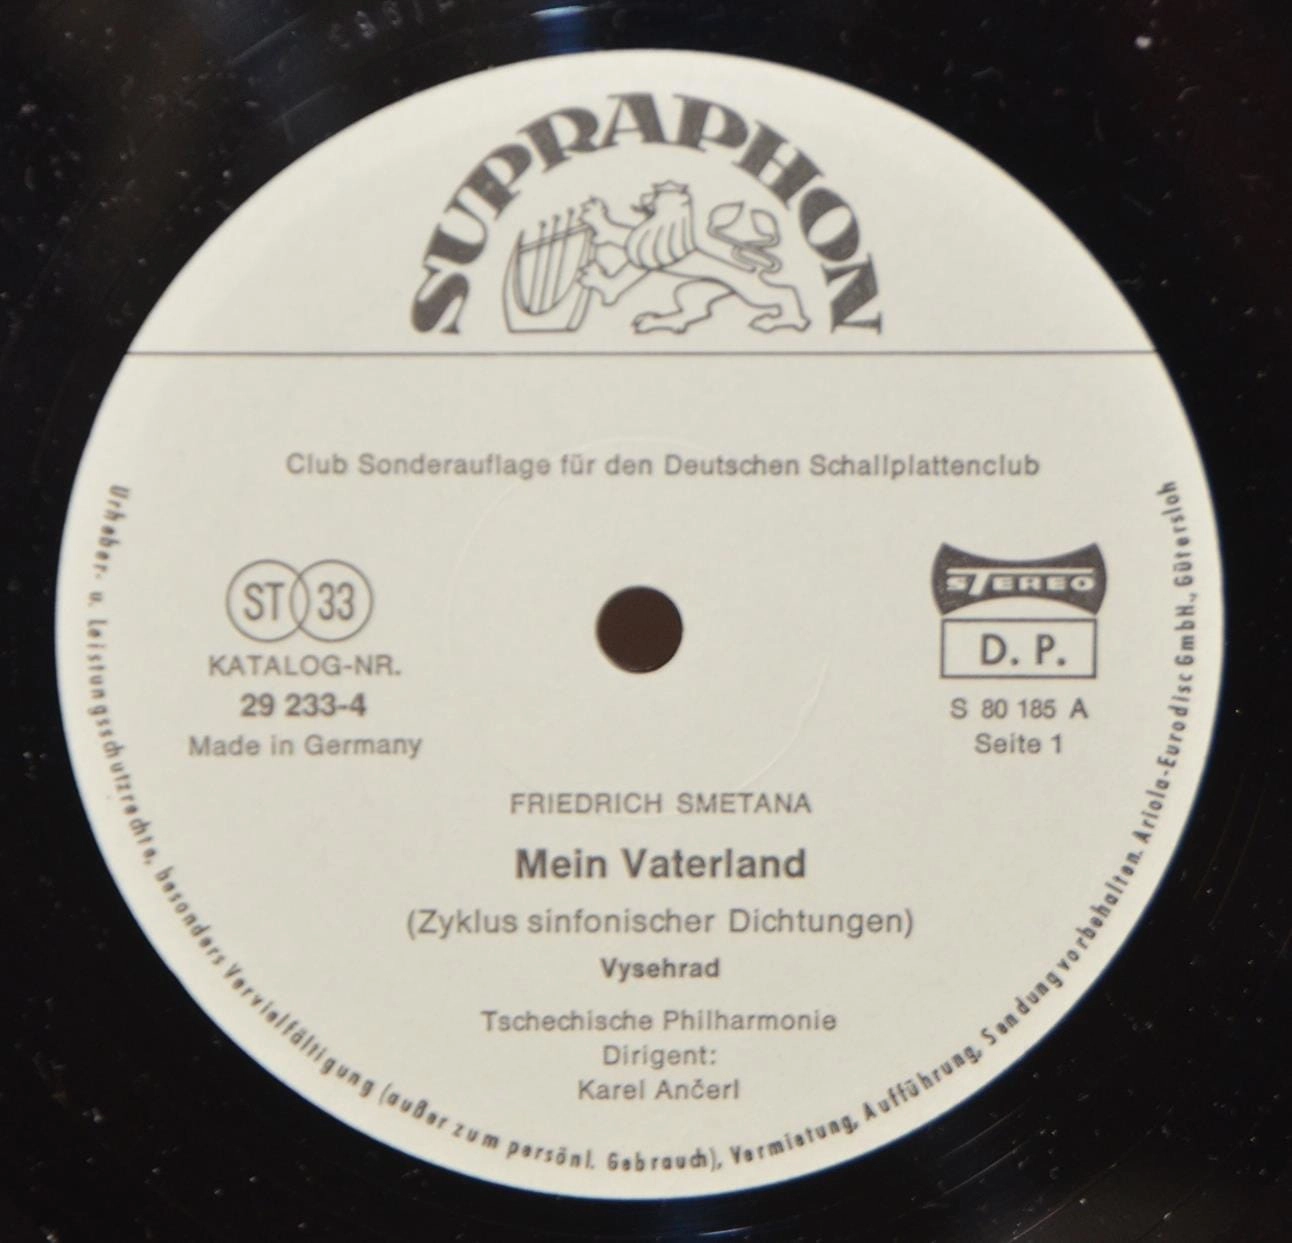 SUPRAPHON
Club Sonderauflage für den Deutschen Schallplattenclub
ST 33
KATALOG-NR.
29 233-4
Made in Germany
STEREO
D. P.
S 80 185 A
Seite 1
FRIEDRICH SMETANA
Mein Vaterland
(Zyklus sinfonischer Dichtungen)
Vysehrad
Tschechische Philharmonie
Dirigent:
Karel Ančerl
Urheber- u. Leistungsschutzrechte, besonders Vervielfältigung (außer zum persönl. Gebrauch), Vermietung, Aufführung, Sendung vorbehalten. Ariola-Eurodisc GmbH., Gütersloh